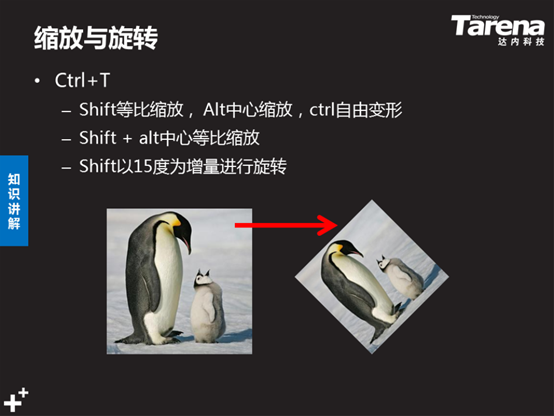 缩放与旋转
Technology
Tarena
达内科技
• Ctrl+T
– Shift等比缩放，Alt中心缩放，ctrl自由变形
– Shift + alt中心等比缩放
– Shift以15度为增量进行旋转
知识讲解